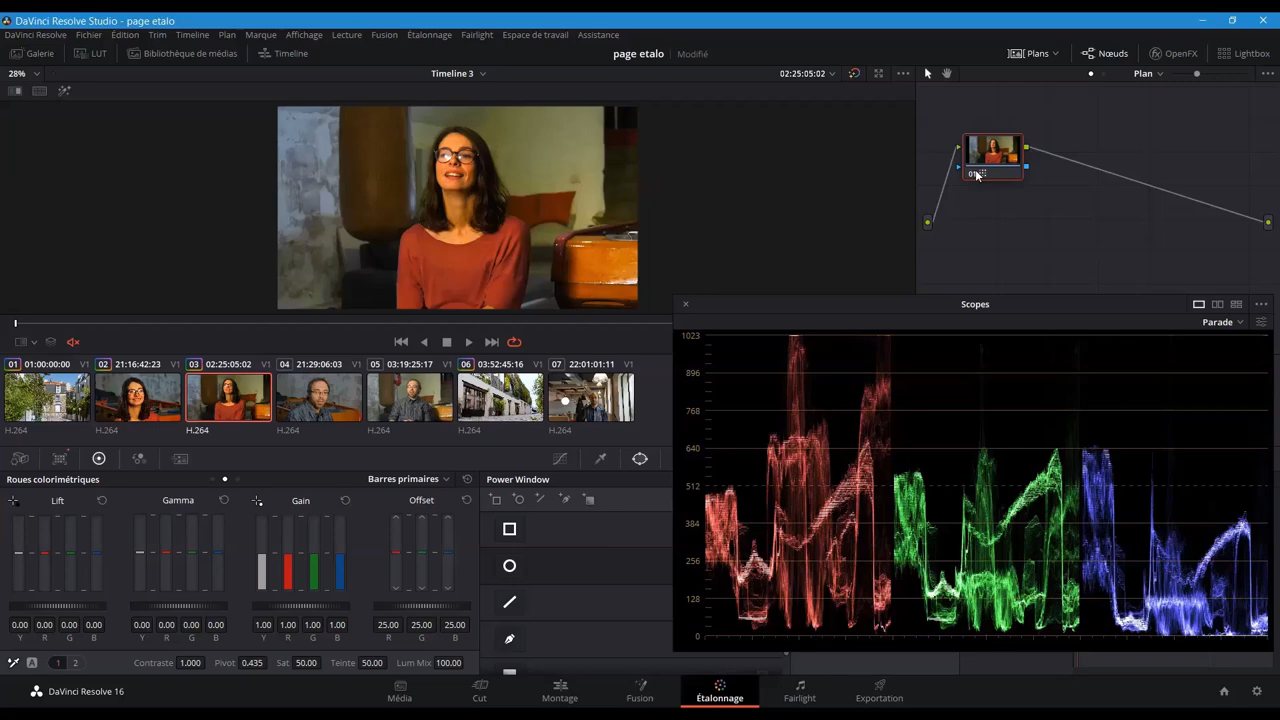 DaVinci Resolve Studio - page etalo
DaVinci Resolve Fichier Édition Trim Timeline Plan Marque Affichage Lecture Fusion Étalonnage Fairlight Espace de travail Assistance
Galerie LUT Bibliothèque de médias Timeline page etalo Modifié Plans Nœuds OpenFX Lightbox
28% Timeline 3 02:25:05:02 Plan
01
Scopes
Parade
1023
896
768
640
512
384
256
128
0
01 01:00:00:00 V1 02 21:16:42:23 V1 03 02:25:05:02 V1 04 21:29:06:03 V1 05 03:19:25:17 V1 06 03:52:45:16 V1 07 22:01:01:11 V1
H.264 H.264 H.264 H.264 H.264 H.264 H.264
Roues colorimétriques Barres primaires Power Window
Lift Gamma Gain Offset
0.00 0.00 0.00 0.00 0.00 0.00 0.00 0.00 1.00 1.00 1.00 1.00 25.00 25.00 25.00
Y R G B Y R G B Y R G B R G B
A 1 2 Contraste 1.000 Pivot 0.435 Sat 50.00 Teinte 50.00 Lum Mix 100.00
DaVinci Resolve 16 Média Cut Montage Fusion Étalonnage Fairlight Exportation